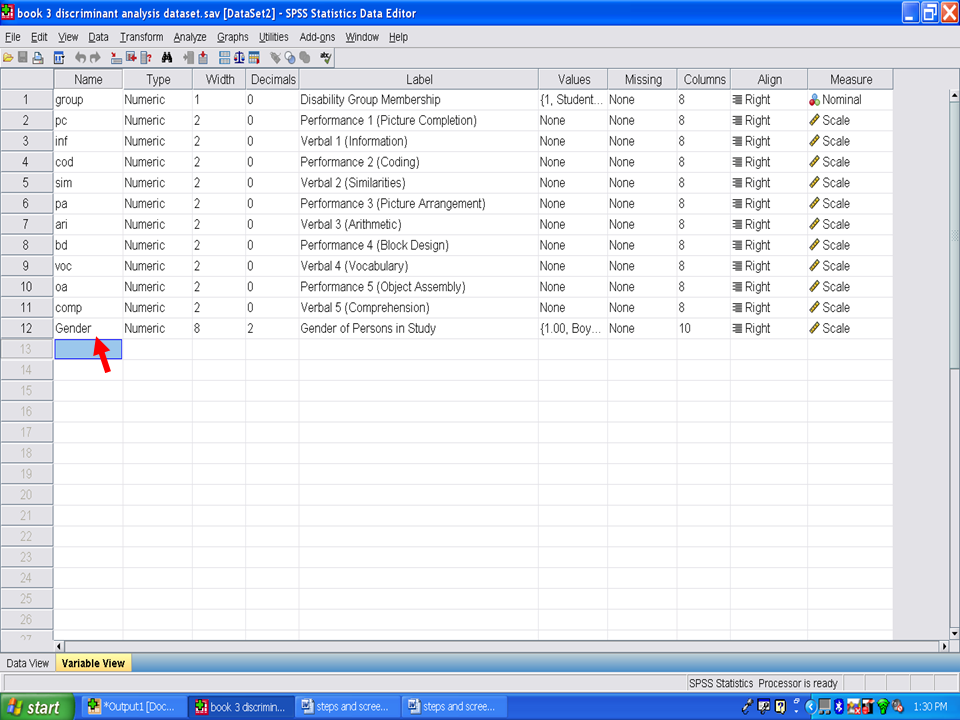 book 3 discriminant analysis dataset.sav [DataSet2] - SPSS Statistics Data Editor
File Edit View Data Transform Analyze Graphs Utilities Add-ons Window Help
Name Type Width Decimals Label Values Missing Columns Align Measure
1 group Numeric 1 0 Disability Group Membership {1, Student... None 8 Right Nominal
2 pc Numeric 2 0 Performance 1 (Picture Completion) None None 8 Right Scale
3 inf Numeric 2 0 Verbal 1 (Information) None None 8 Right Scale
4 cod Numeric 2 0 Performance 2 (Coding) None None 8 Right Scale
5 sim Numeric 2 0 Verbal 2 (Similarities) None None 8 Right Scale
6 pa Numeric 2 0 Performance 3 (Picture Arrangement) None None 8 Right Scale
7 ari Numeric 2 0 Verbal 3 (Arithmetic) None None 8 Right Scale
8 bd Numeric 2 0 Performance 4 (Block Design) None None 8 Right Scale
9 voc Numeric 2 0 Verbal 4 (Vocabulary) None None 8 Right Scale
10 oa Numeric 2 0 Performance 5 (Object Assembly) None None 8 Right Scale
11 comp Numeric 2 0 Verbal 5 (Comprehension) None None 8 Right Scale
12 Gender Numeric 8 2 Gender of Persons in Study {1.00, Boy... None 10 Right Scale
13
14
15
16
17
18
19
20
21
22
23
24
25
26
27
Data View Variable View
SPSS Statistics Processor is ready
start *Output1 [Doc... book 3 discrimin... steps and scree... steps and scree... 1:30 PM